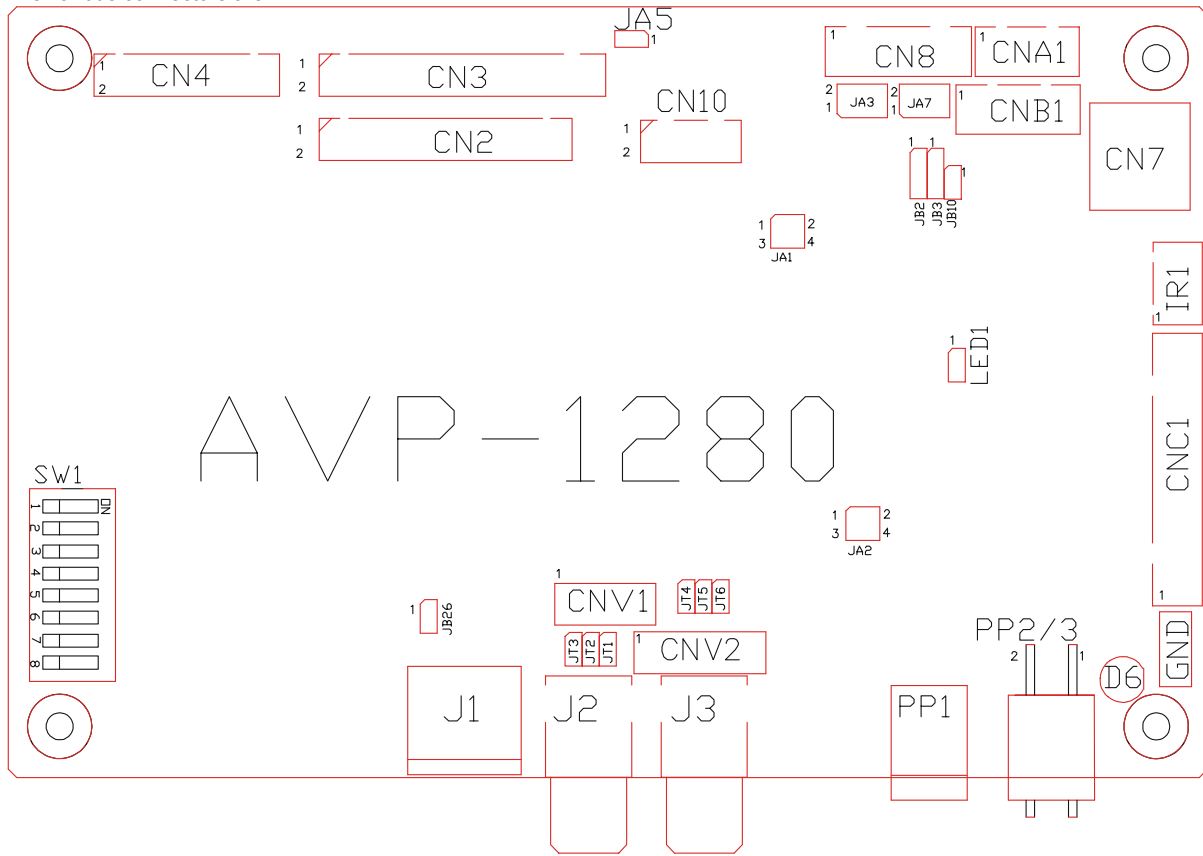 JA5
1
CN4
1
2
CN3
1
2
CN8
1
CNA1
1
CN10
1
2
CN2
1
2
JA3
2
1
JA7
2
1
CNB1
1
CN7
JB2
1
JB3
1
JB10
1
JA1
1
2
3
4
IR1
1
LED1
1
AVP-1280
CNC1
1
SW1
ON
1
2
3
4
5
6
7
8
JA2
1
2
3
4
CNV1
1
JT4
JT5
JT6
JB26
1
JT3
JT2
JT1
CNV2
1
PP2/3
2
1
GND
D6
J1
J2
J3
PP1